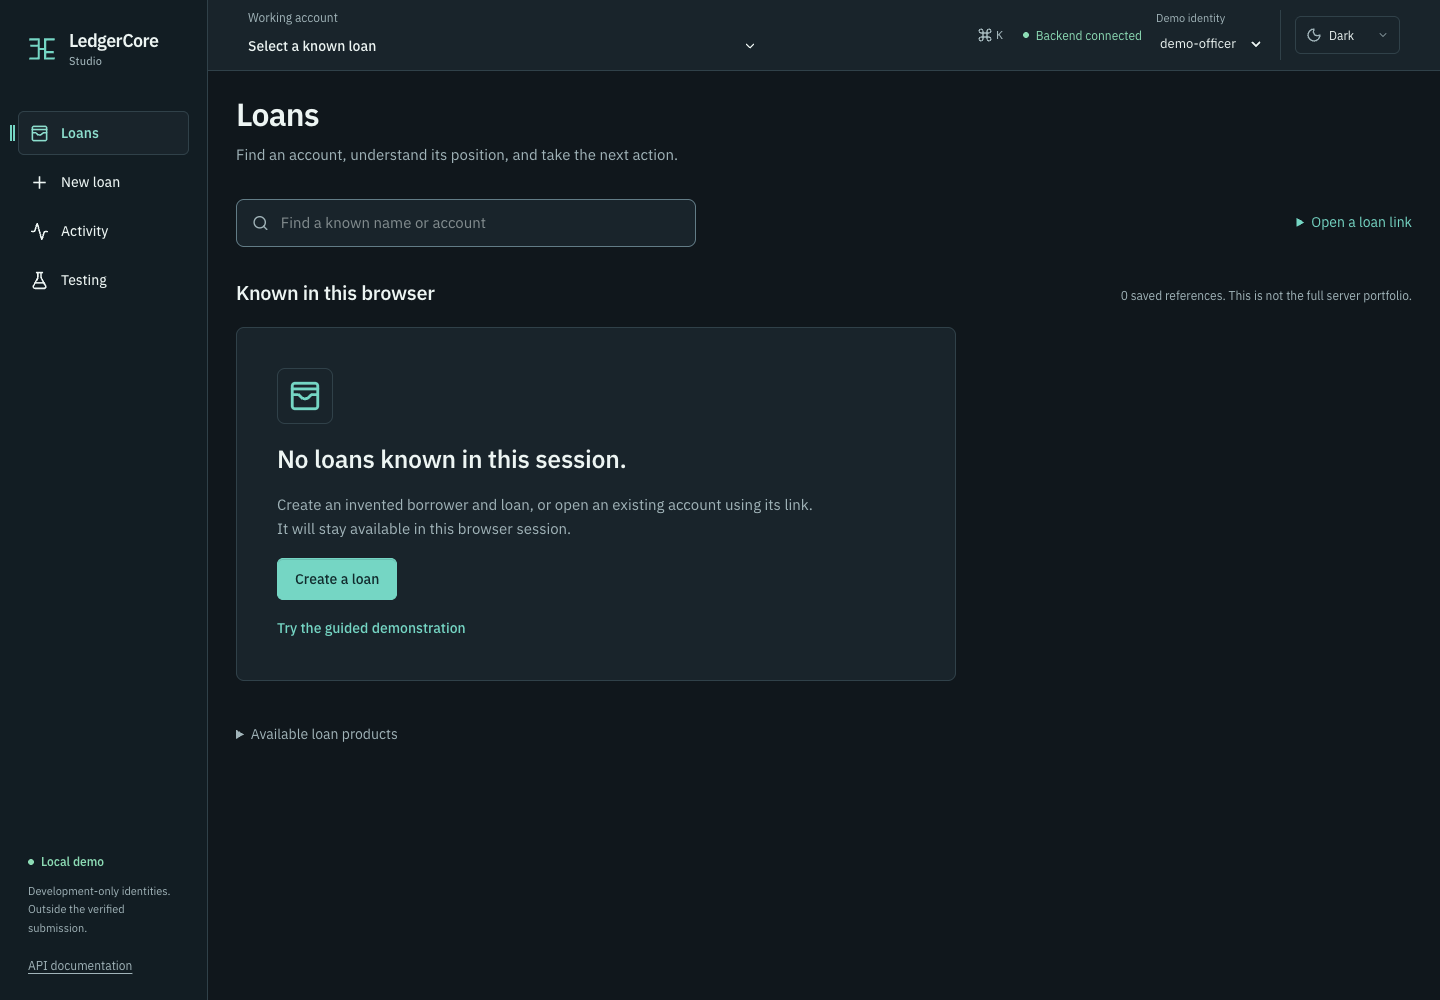 LedgerCore
Studio
Loans
New loan
Activity
Testing
Local demo
Development-only identities.
Outside the verified
submission.
API documentation
Working account
Select a known loan
⌘ K
Backend connected
Demo identity
demo-officer
Dark
Loans
Find an account, understand its position, and take the next action.
Find a known name or account
Open a loan link
Known in this browser
0 saved references. This is not the full server portfolio.
No loans known in this session.
Create an invented borrower and loan, or open an existing account using its link.
It will stay available in this browser session.
Create a loan
Try the guided demonstration
Available loan products